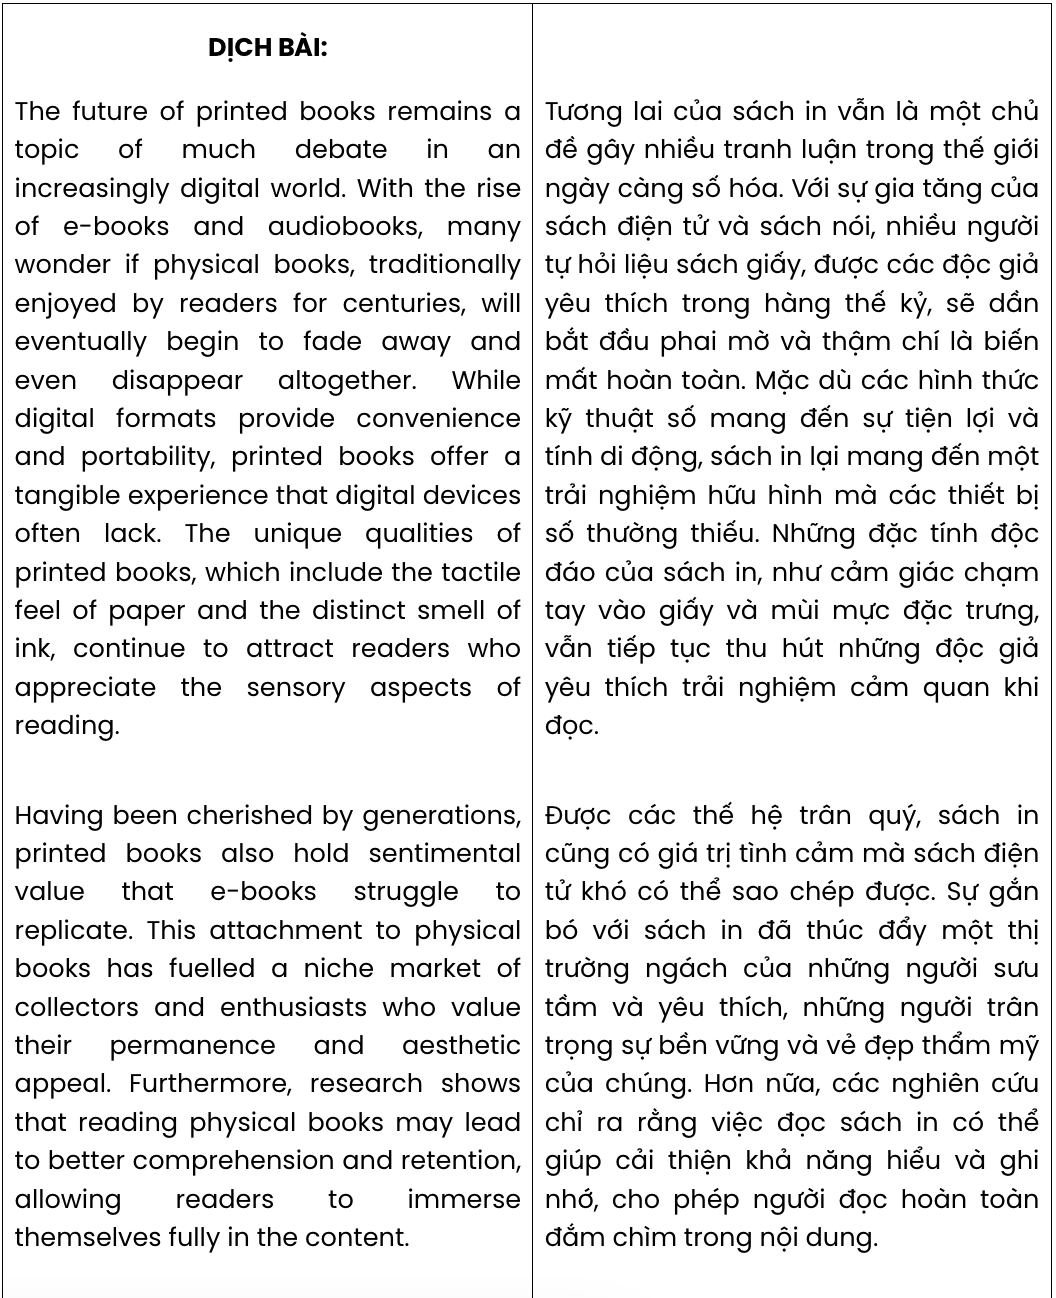 DỊCH BÀI:
The future of printed books remains a
topic of much debate in an
increasingly digital world. With the rise
of e-books and audiobooks, many
wonder if physical books, traditionally
enjoyed by readers for centuries, will
eventually begin to fade away and
even disappear altogether. While
digital formats provide convenience
and portability, printed books offer a
tangible experience that digital devices
often lack. The unique qualities of
printed books, which include the tactile
feel of paper and the distinct smell of
ink, continue to attract readers who
appreciate the sensory aspects of
reading.
Tương lai của sách in vẫn là một chủ
đề gây nhiều tranh luận trong thế giới
ngày càng số hóa. Với sự gia tăng của
sách điện tử và sách nói, nhiều người
tự hỏi liệu sách giấy, được các độc giả
yêu thích trong hàng thế kỷ, sẽ dần
bắt đầu phai mờ và thậm chí là biến
mất hoàn toàn. Mặc dù các hình thức
kỹ thuật số mang đến sự tiện lợi và
tính di động, sách in lại mang đến một
trải nghiệm hữu hình mà các thiết bị
số thường thiếu. Những đặc tính độc
đáo của sách in, như cảm giác chạm
tay vào giấy và mùi mực đặc trưng,
vẫn tiếp tục thu hút những độc giả
yêu thích trải nghiệm cảm quan khi
đọc.
Having been cherished by generations,
printed books also hold sentimental
value that e-books struggle to
replicate. This attachment to physical
books has fuelled a niche market of
collectors and enthusiasts who value
their permanence and aesthetic
appeal. Furthermore, research shows
that reading physical books may lead
to better comprehension and retention,
allowing readers to immerse
themselves fully in the content.
Được các thế hệ trân quý, sách in
cũng có giá trị tình cảm mà sách điện
tử khó có thể sao chép được. Sự gắn
bó với sách in đã thúc đẩy một thị
trường ngách của những người sưu
tầm và yêu thích, những người trân
trọng sự bền vững và vẻ đẹp thẩm mỹ
của chúng. Hơn nữa, các nghiên cứu
chỉ ra rằng việc đọc sách in có thể
giúp cải thiện khả năng hiểu và ghi
nhớ, cho phép người đọc hoàn toàn
đắm chìm trong nội dung.